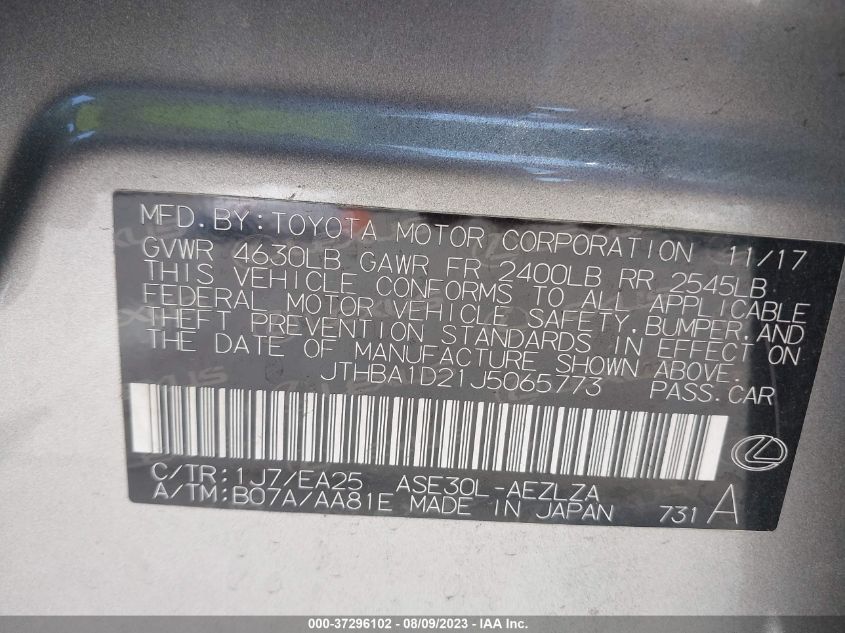 MFD. BY: TOYOTA MOTOR CORPORATION 11/17
GVWR 4630LB GAWR FR 2400LB RR 2545LB
THIS VEHICLE CONFORMS TO ALL APPLICABLE
FEDERAL MOTOR VEHICLE SAFETY, BUMPER, AND
THEFT PREVENTION STANDARDS IN EFFECT ON
THE DATE OF MANUFACTURE SHOWN ABOVE.
JTHBA1D21J5065773 PASS.CAR
C/TR: 1J7/EA25 ASE30L-AEZLZA
A/TM: B07A/AA81E MADE IN JAPAN 731 A
000-37296102 - 08/09/2023 - IAA Inc.